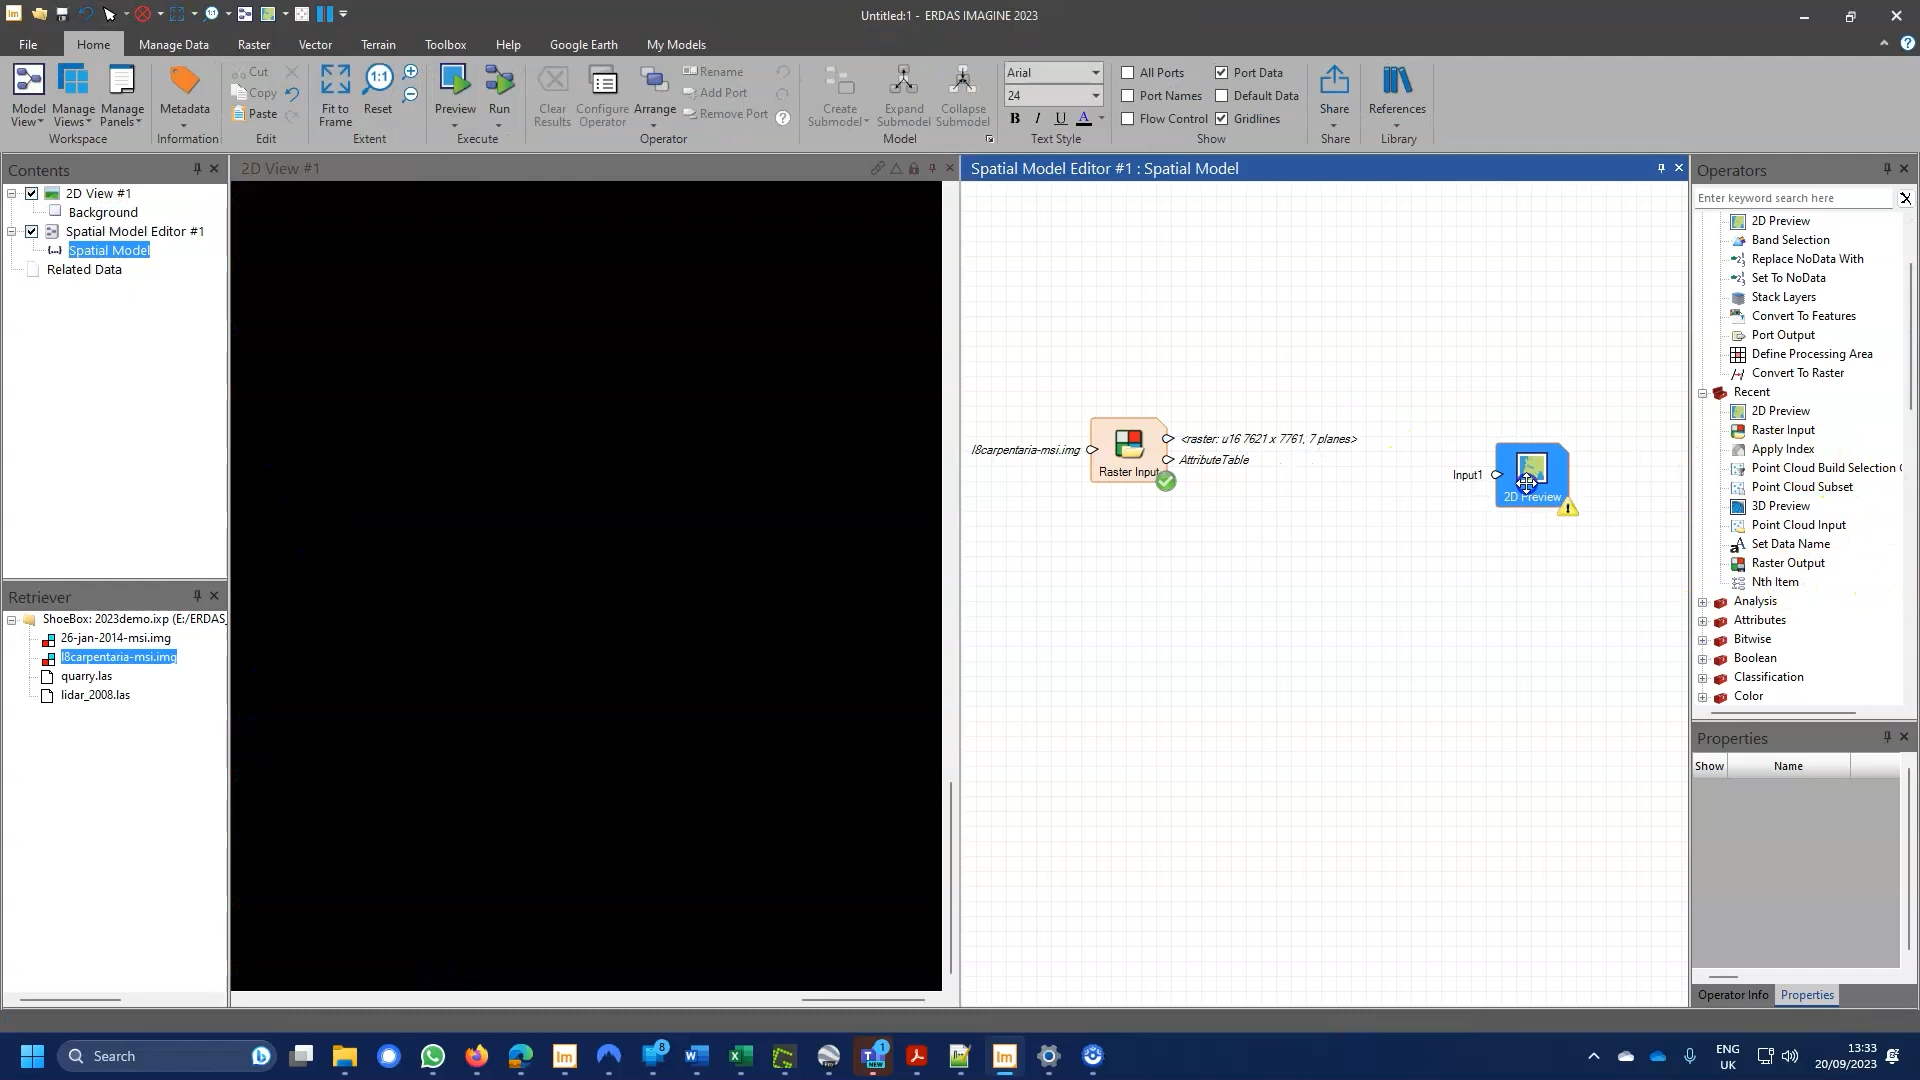 Untitled:1 - ERDAS IMAGINE 2023
File Home Manage Data Raster Vector Terrain Toolbox Help Google Earth My Models
Model View Manage Views Manage Panels Workspace
Metadata Information
Cut Copy Paste Edit
Fit to Frame 1:1 Reset Extent
Preview Run Execute
Clear Results Configure Operator Arrange Rename Add Port Remove Port Operator
Create Submodel Expand Submodel Collapse Submodel Model
Arial 24 B I U A Text Style
All Ports Port Names Flow Control Port Data Default Data Gridlines Show
Share Share
References Library
Contents
2D View #1
Background
Spatial Model Editor #1
Spatial Model
Related Data
Retriever
ShoeBox: 2023demo.ixp (E:/ERDAS_
26-jan-2014-msi.img
l8carpentaria-msi.img
quarry.las
lidar_2008.las
2D View #1
Spatial Model Editor #1 : Spatial Model
l8carpentaria-msi.img
Raster Input
<raster: u16 7621 x 7761, 7 planes>
AttributeTable
Input1
2D Preview
Operators
Enter keyword search here
2D Preview
Band Selection
Replace NoData With
Set To NoData
Stack Layers
Convert To Features
Port Output
Define Processing Area
Convert To Raster
Recent
2D Preview
Raster Input
Apply Index
Point Cloud Build Selection
Point Cloud Subset
3D Preview
Point Cloud Input
Set Data Name
Raster Output
Nth Item
Analysis
Attributes
Bitwise
Boolean
Classification
Color
Properties
Show Name
Operator Info Properties
Search
8
1
NEW
ENG
UK
13:33
20/09/2023